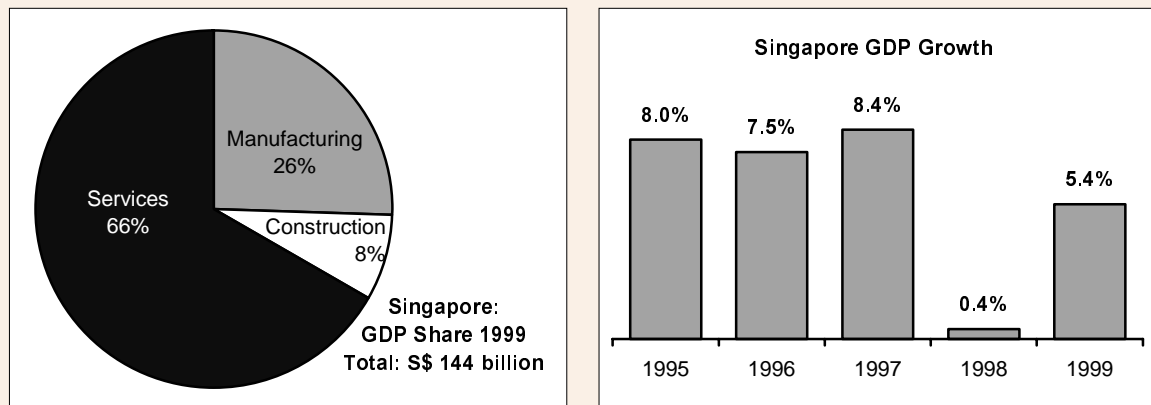 Manufacturing
26%
Services
66%
Construction
8%
Singapore:
GDP Share 1999
Total: S$ 144 billion
Singapore GDP Growth
8.0%
7.5%
8.4%
0.4%
5.4%
1995
1996
1997
1998
1999